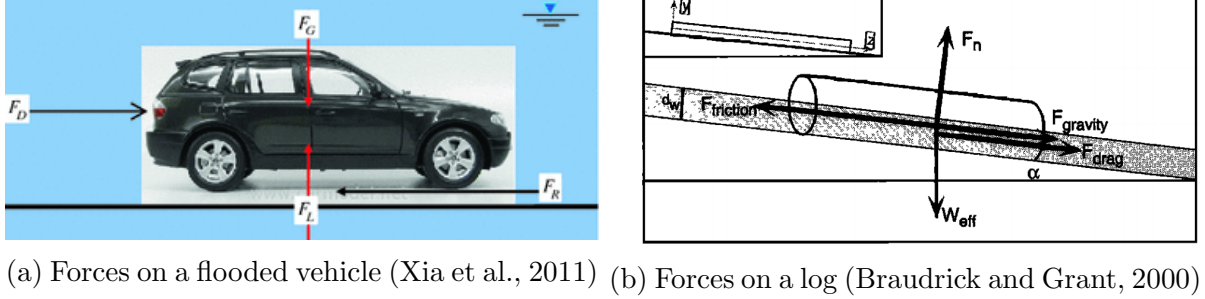 F_G
F_D
F_R
F_L
F_n
d_w
F_friction
F_gravity
F_drag
α
W_eff
(a) Forces on a flooded vehicle (Xia et al., 2011)
(b) Forces on a log (Braudrick and Grant, 2000)